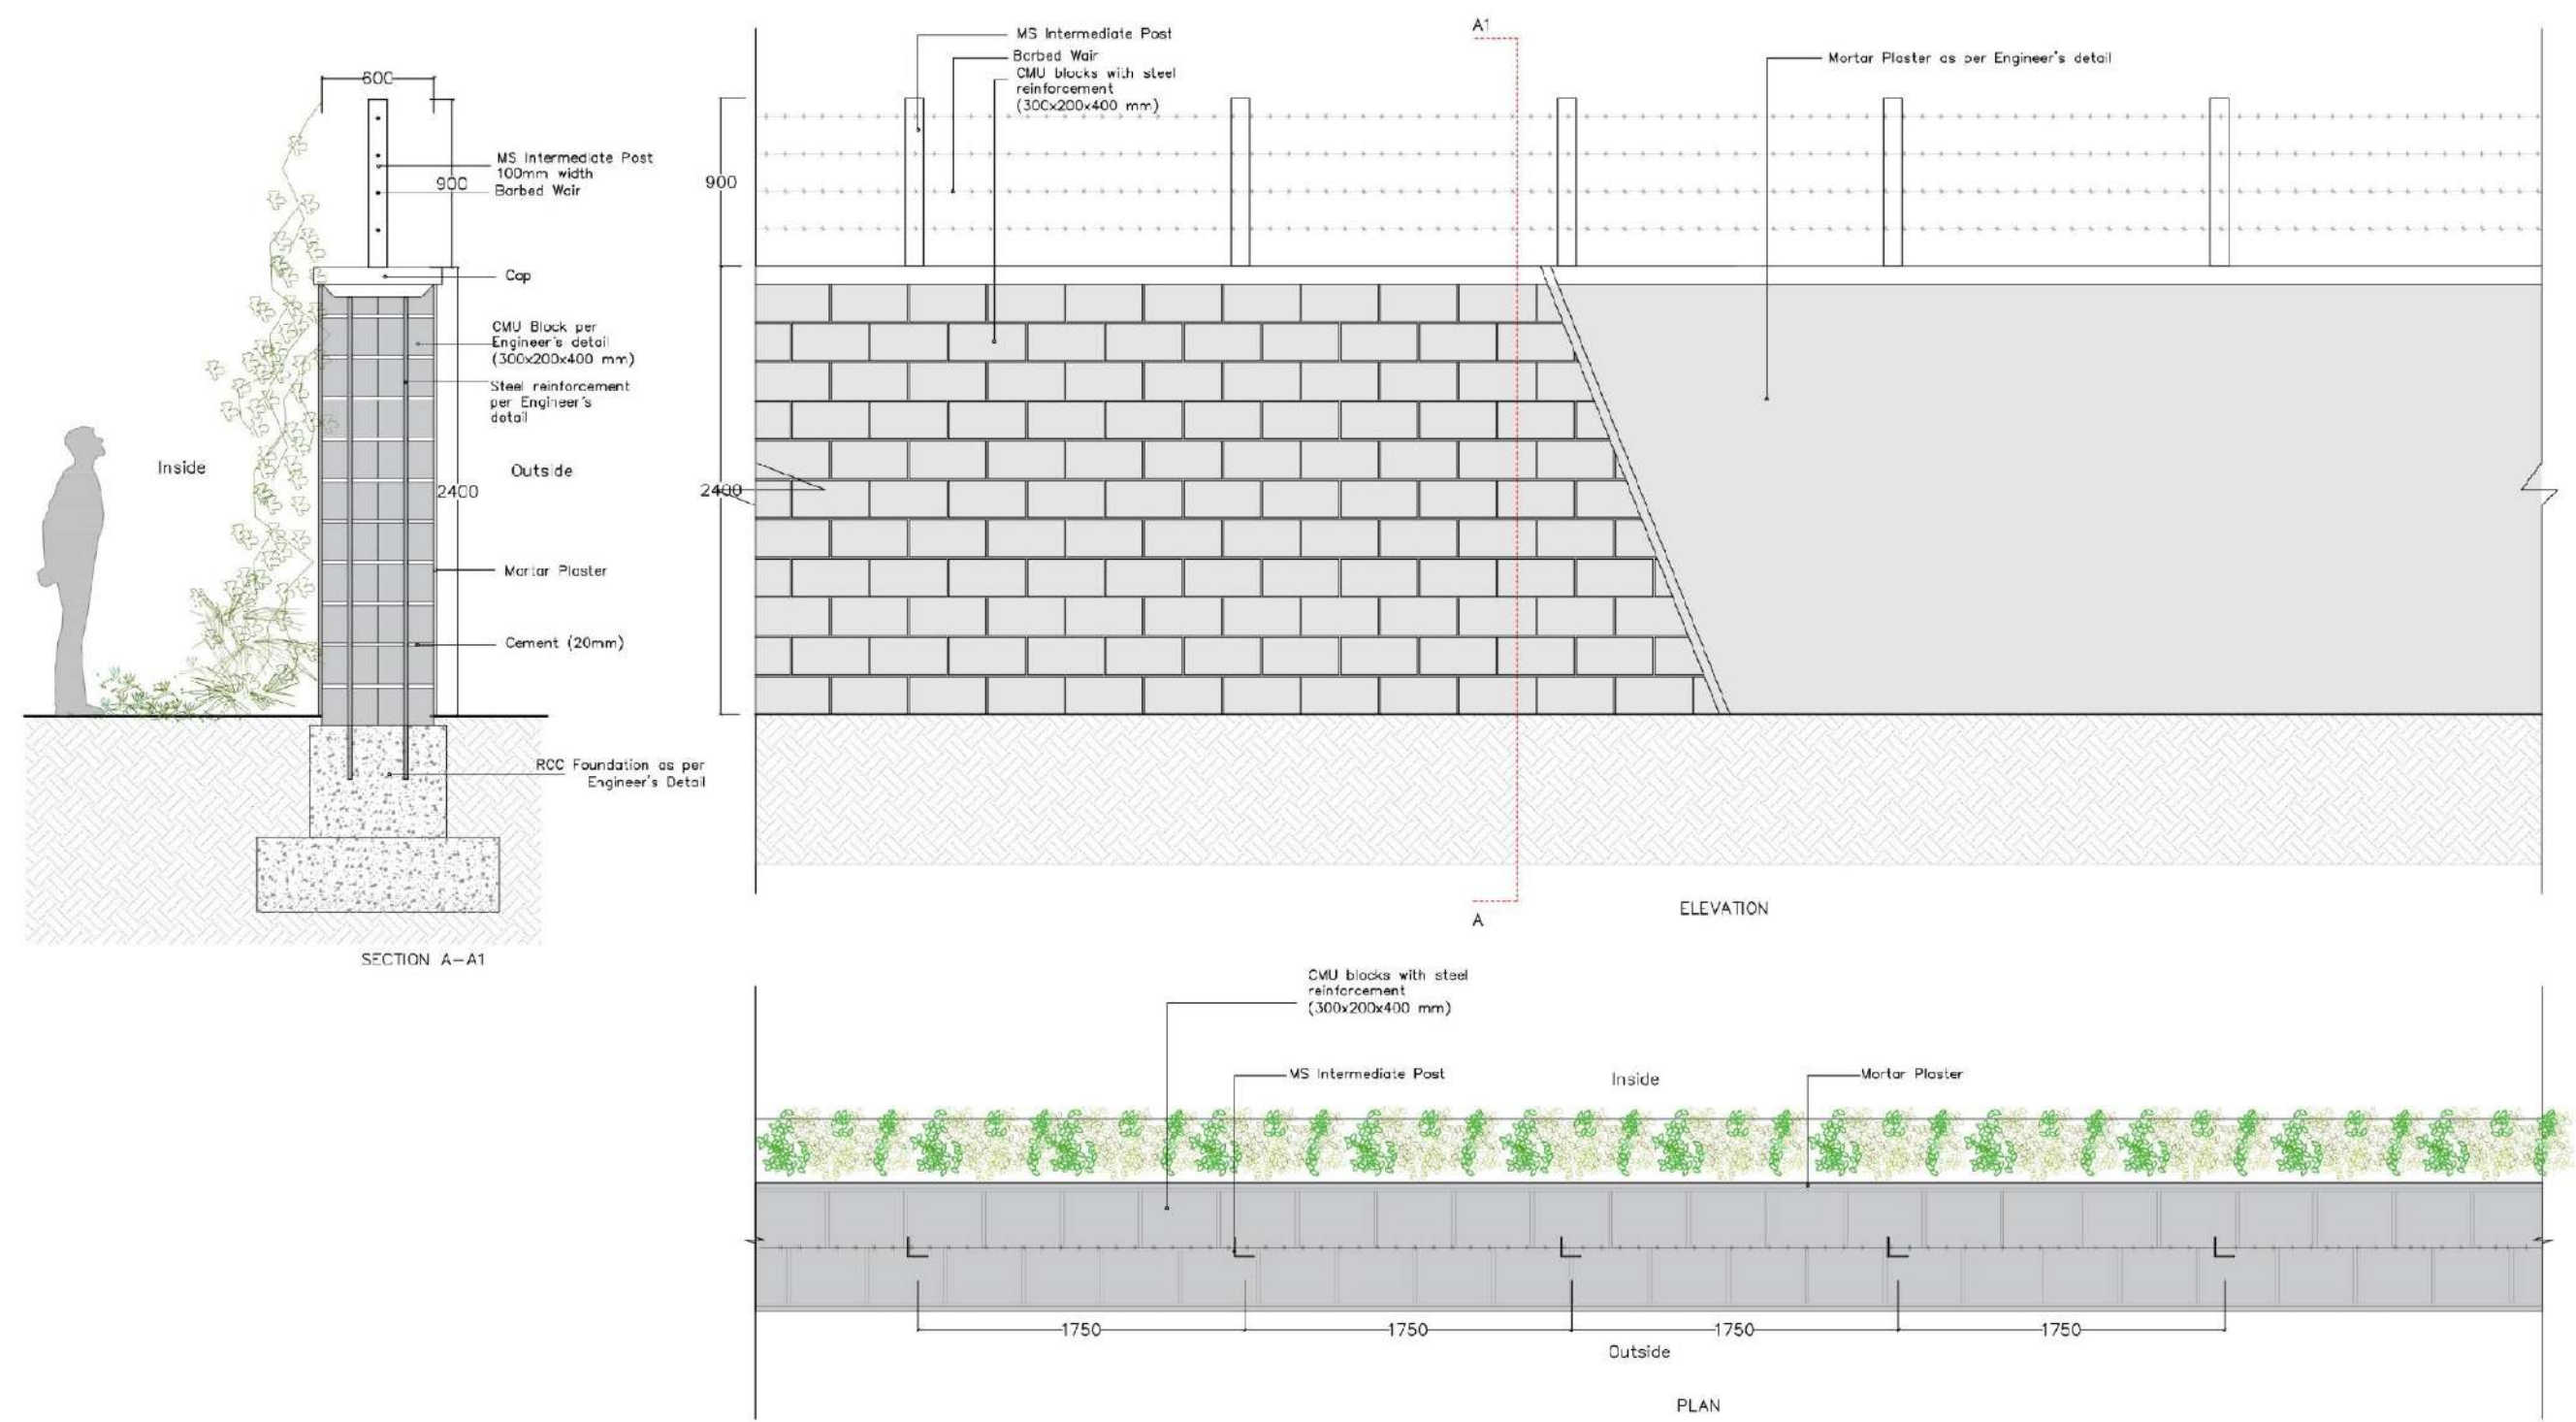 600
MS Intermediate Post
100mm width
900
Barbed Wair
Cap
CMU Block per
Engineer's detail
(300x200x400 mm)
Steel reinforcement
per Engineer's
detail
Inside
Outside
2400
Mortar Plaster
Cement (20mm)
RCC Foundation as per
Engineer's Detail
SECTION A-A1
MS Intermediate Post
Barbed Wair
CMU blocks with steel
reinforcement
(300x200x400 mm)
A1
Mortar Plaster as per Engineer's detail
900
2400
A
ELEVATION
CMU blocks with steel
reinforcement
(300x200x400 mm)
MS Intermediate Post
Inside
Mortar Plaster
1750
1750
1750
1750
Outside
PLAN